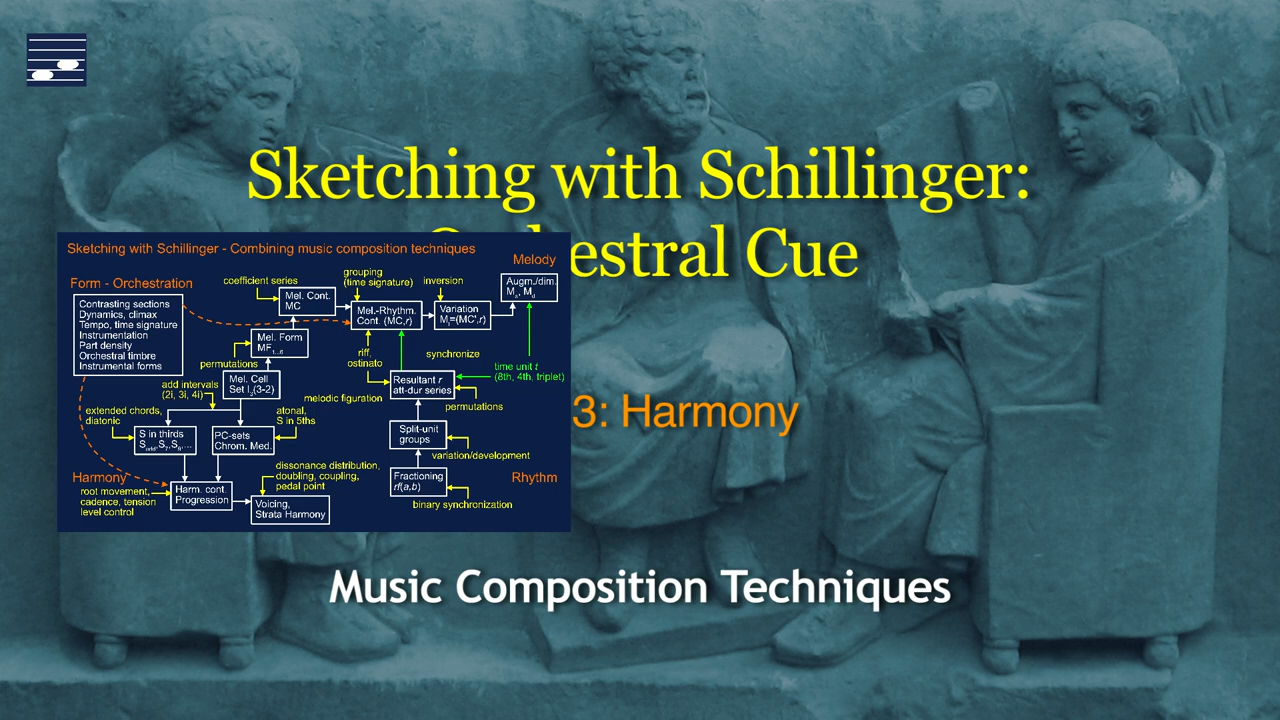 Sketching with Schillinger:
estral Cue
3: Harmony
Music Composition Techniques
Sketching with Schillinger - Combining music composition techniques
Melody
Form - Orchestration
coefficient series
grouping
(time signature)
inversion
Contrasting sections
Dynamics, climax
Tempo, time signature
Instrumentation
Part density
Orchestral timbre
Instrumental forms
Mel. Cont.
MC
Mel.-Rhythm.
Cont. (MC,r)
Variation
Augm./dim.
Mel. Form
permutations
riff,
ostinato
synchronize
time unit t
(8th, 4th, triplet)
add intervals
(2i, 3i, 4i)
Mel. Cell
melodic figuration
Resultant r
att-dur series
permutations
extended chords,
diatonic
atonal,
S in 5ths
S in thirds
PC-sets
Chrom. Med.
Split-unit
groups
variation/development
Harmony
root movement,
cadence, tension
level control
Harm. cont.
Progression
dissonance distribution,
doubling, coupling,
pedal point
Voicing,
Strata Harmony
Fractioning
rf(a,b)
Rhythm
binary synchronization